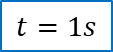 t = 1s